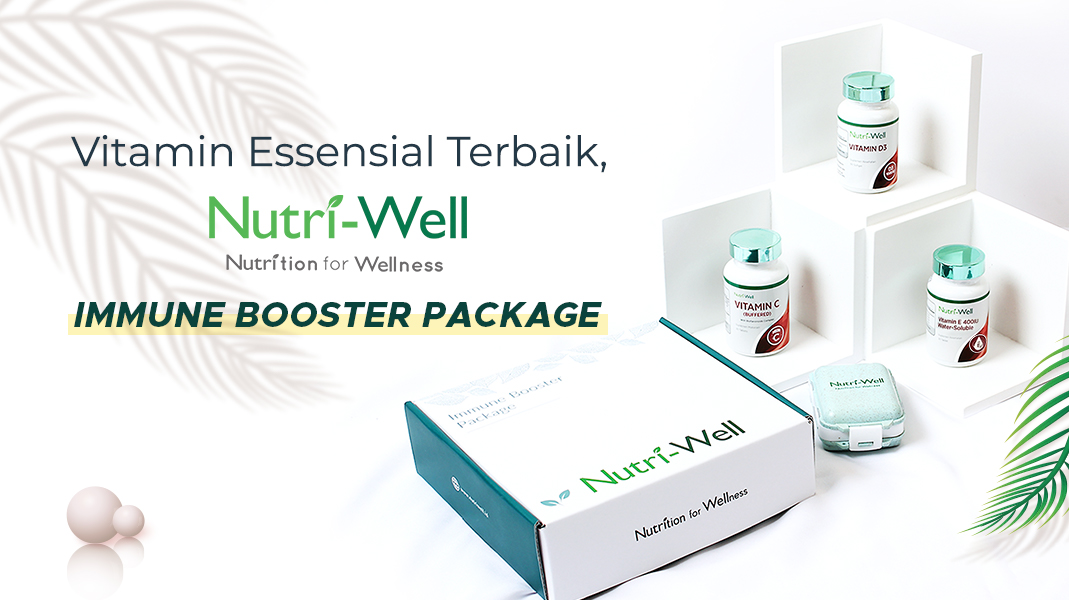 Vitamin Essensial Terbaik,
Nutri-Well
Nutrition for Wellness
IMMUNE BOOSTER PACKAGE
Nutri-Well
VITAMIN D3
Nutri-Well
VITAMIN C
(BUFFERED)
Nutri-Well
Vitamin E 400IU
Water-Soluble
Nutri-Well
Immune Booster
Package
Nutri-Well
Nutrition for Wellness